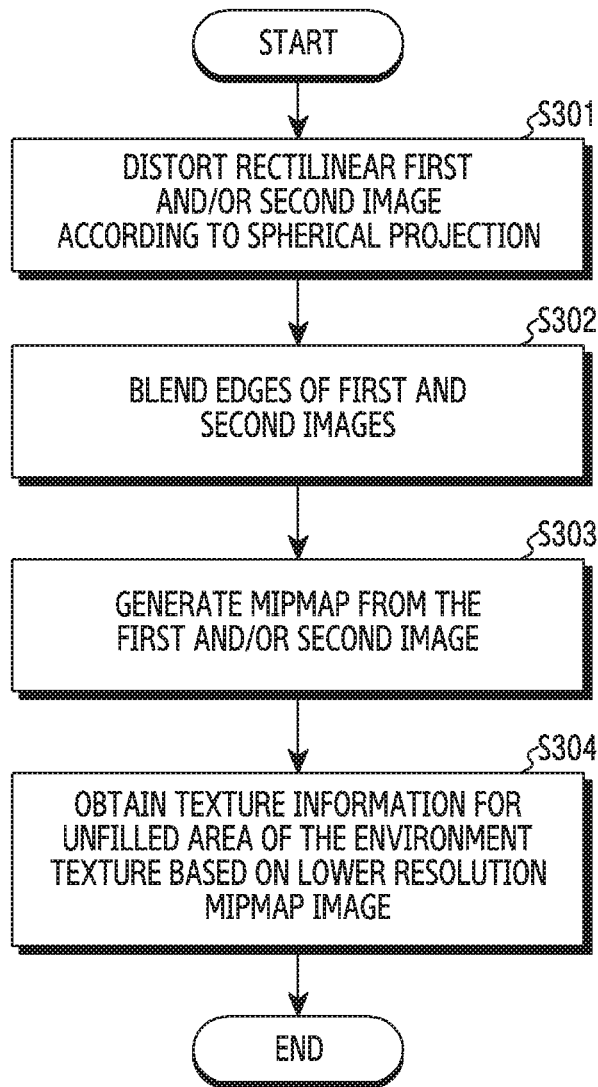 START
S301
DISTORT RECTILINEAR FIRST
AND/OR SECOND IMAGE
ACCORDING TO SPHERICAL PROJECTION
S302
BLEND EDGES OF FIRST AND
SECOND IMAGES
S303
GENERATE MIPMAP FROM THE
FIRST AND/OR SECOND IMAGE
S304
OBTAIN TEXTURE INFORMATION FOR
UNFILLED AREA OF THE ENVIRONMENT
TEXTURE BASED ON LOWER RESOLUTION
MIPMAP IMAGE
END